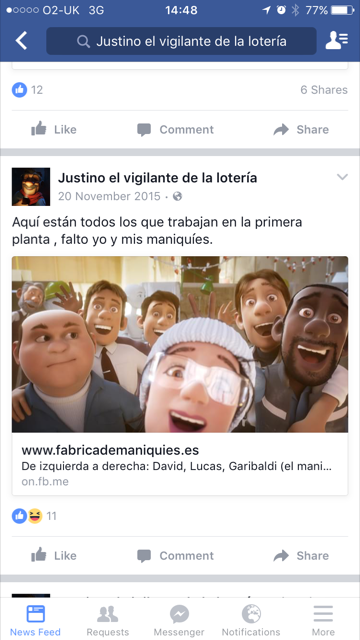 O2-UK 3G 14:48 77%
Justino el vigilante de la lotería
12 6 Shares
Like Comment Share
Justino el vigilante de la lotería
20 November 2015 ·
Aquí están todos los que trabajan en la primera
planta , falto yo y mis maniquíes.
www.fabricademaniquies.es
De izquierda a derecha: David, Lucas, Garibaldi (el mani...
on.fb.me
11
Like Comment Share
News Feed Requests Messenger Notifications More